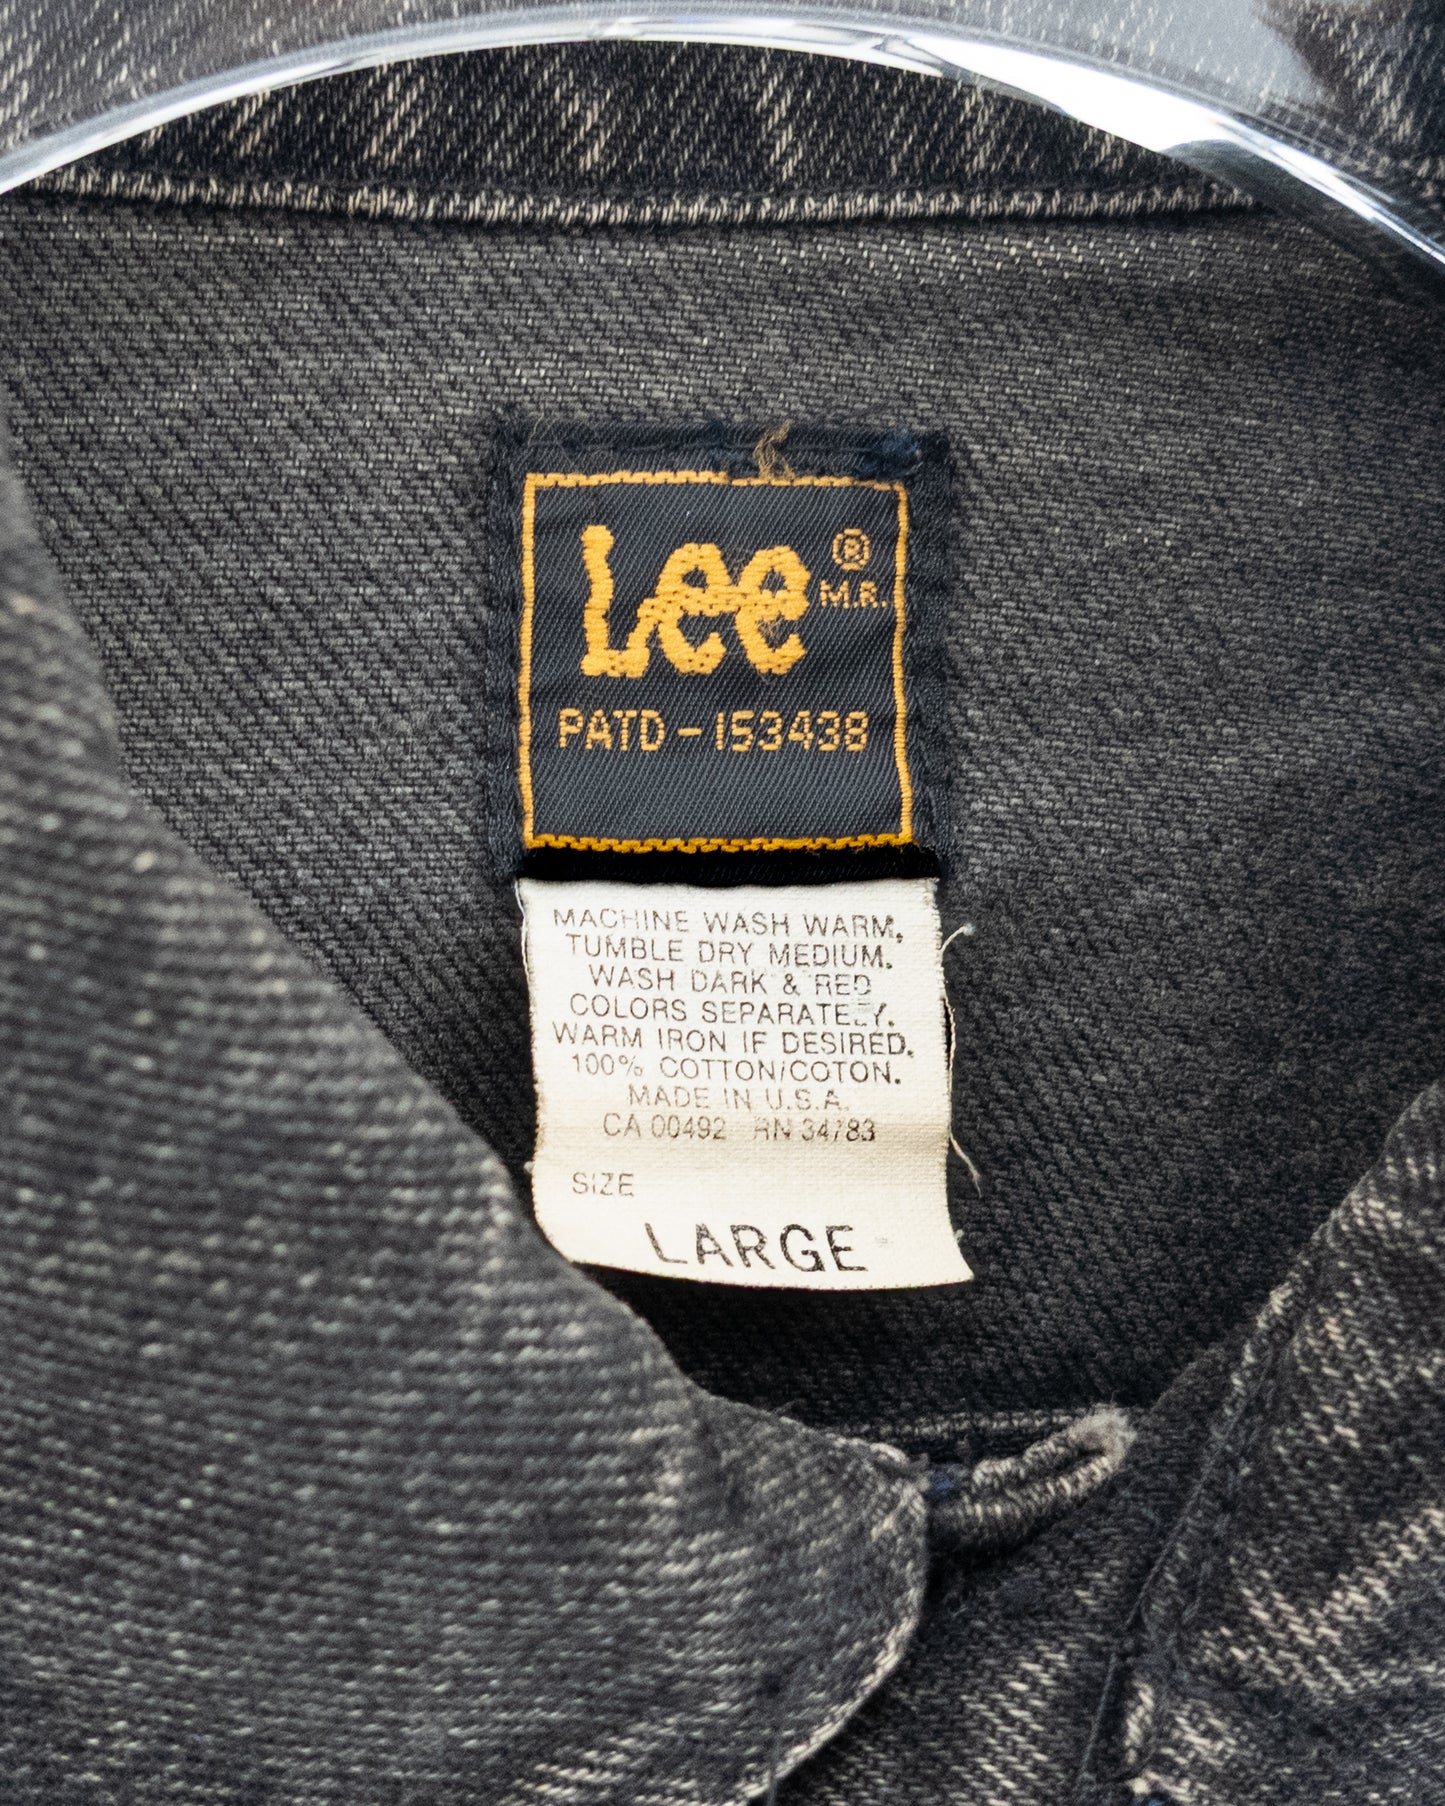 Lee®
M.R.
PATD-153438
MACHINE WASH WARM,
TUMBLE DRY MEDIUM.
WASH DARK & RED
COLORS SEPARATELY.
WARM IRON IF DESIRED.
100% COTTON/COTON.
MADE IN U.S.A.
CA 00492 RN 34783
SIZE
LARGE